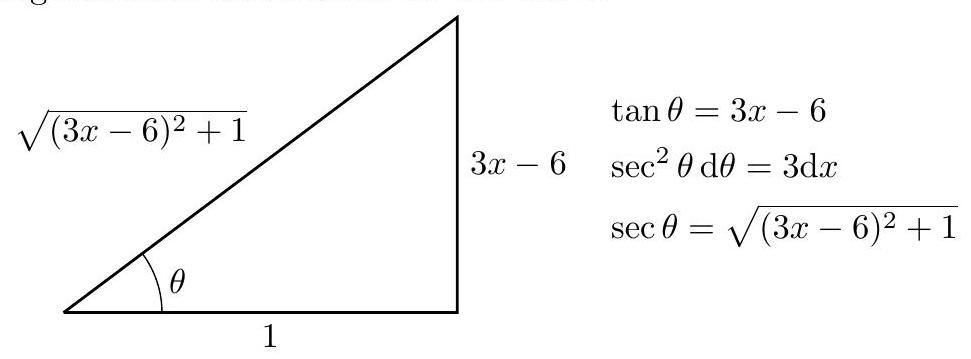 √(3x − 6)² + 1
3x − 6
θ
1
tan θ = 3x − 6
sec² θ dθ = 3dx
sec θ = √(3x − 6)² + 1